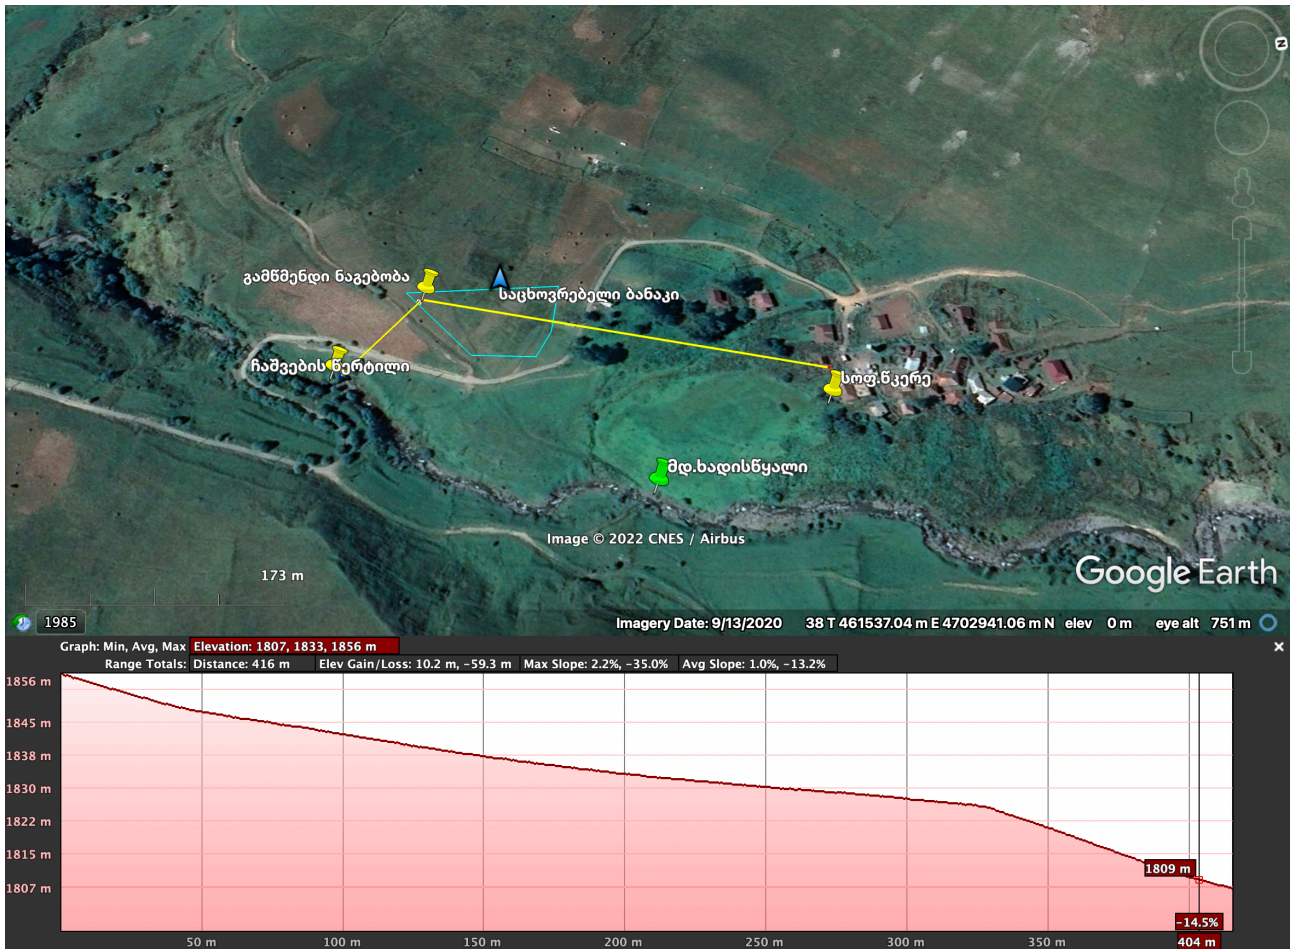 N
გამწმენდი ნაგებობა
საცხოვრებელი ბანაკი
ჩაშვების წერტილი
სოფ.წკერე
მდ.ხადისწყალი
Image © 2022 CNES / Airbus
Google Earth
173 m
1985
Imagery Date: 9/13/2020 38 T 461537.04 m E 4702941.06 m N elev 0 m eye alt 751 m
Graph: Min, Avg, Max Elevation: 1807, 1833, 1856 m
Range Totals: Distance: 416 m Elev Gain/Loss: 10.2 m, -59.3 m Max Slope: 2.2%, -35.0% Avg Slope: 1.0%, -13.2%
1856 m
1845 m
1838 m
1830 m
1822 m
1815 m
1807 m
1809 m
-14.5%
50 m 100 m 150 m 200 m 250 m 300 m 350 m 404 m